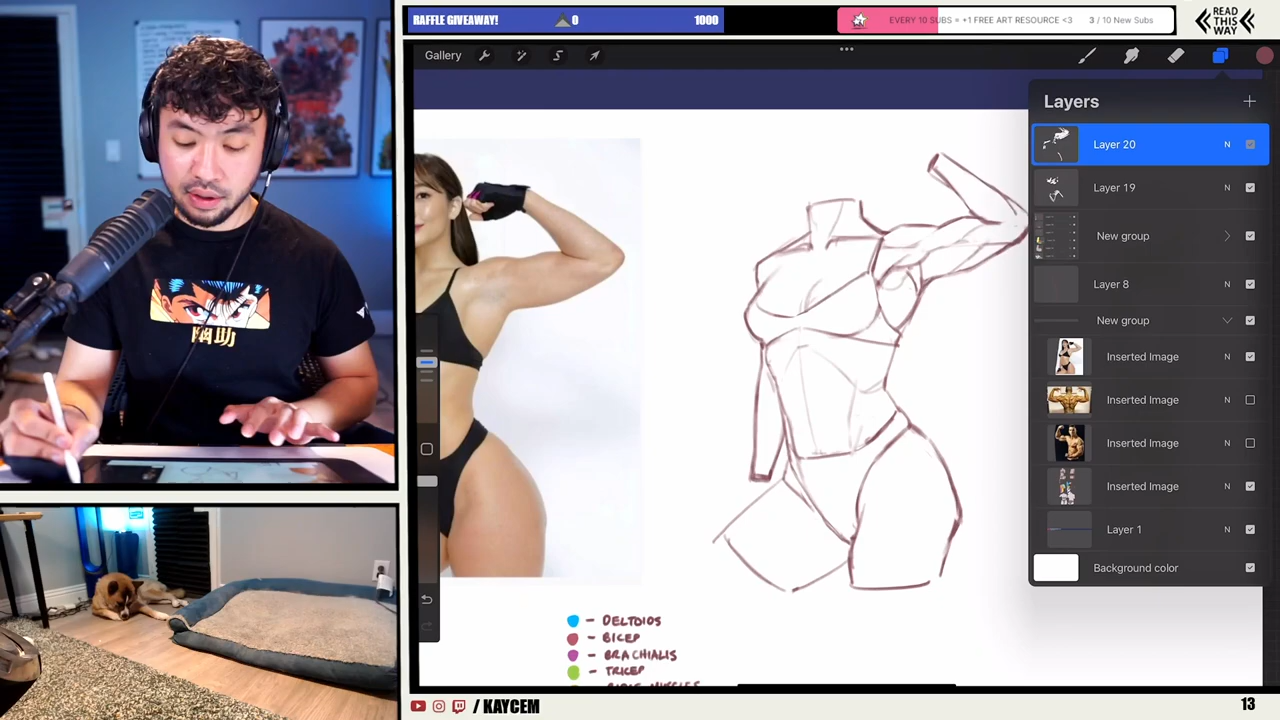 RAFFLE GIVEAWAY! 0 1000
EVERY 10 SUBS = +1 FREE ART RESOURCE <3 3 / 10 New Subs
READ
THIS
WAY
Gallery
Layers
Layer 20 N
Layer 19 N
New group
Layer 8 N
New group
Inserted Image N
Inserted Image N
Inserted Image N
Inserted Image N
Layer 1 N
Background color
- DELTOIDS
- BICEP
- BRACHIALIS
- TRICEP
/ KAYCEM
13